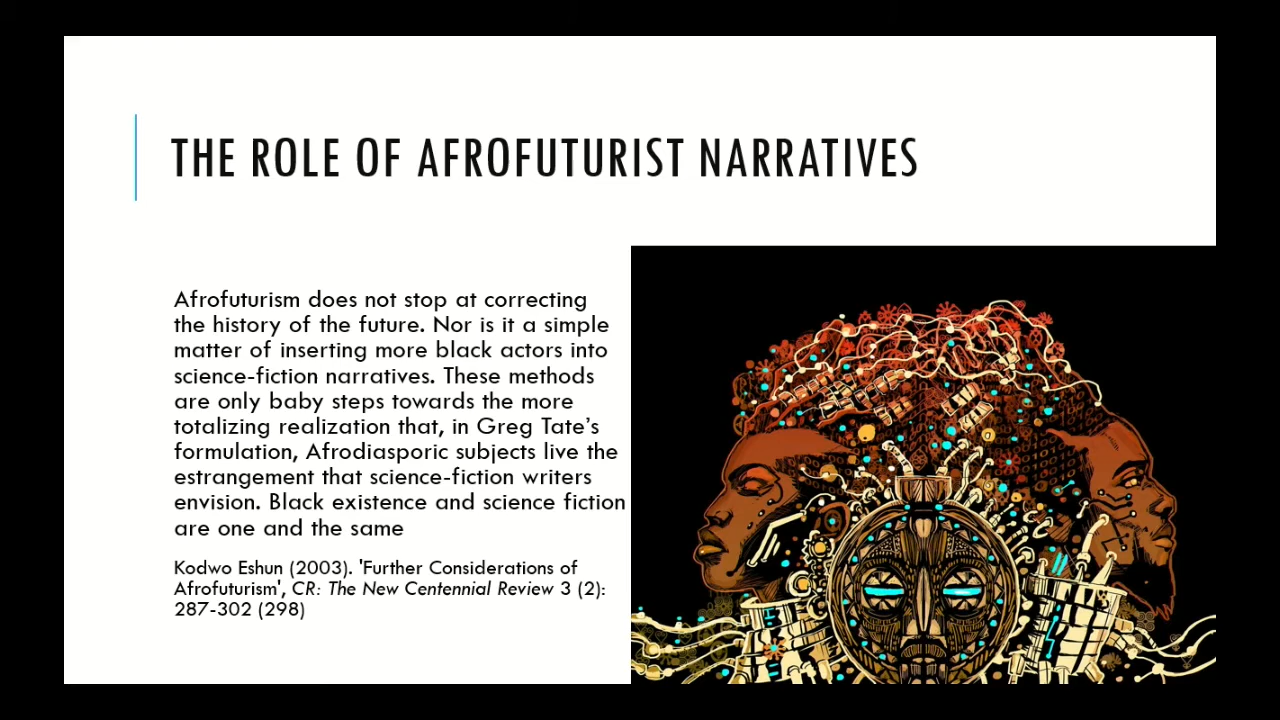 THE ROLE OF AFROFUTURIST NARRATIVES
Afrofuturism does not stop at correcting
the history of the future. Nor is it a simple
matter of inserting more black actors into
science-fiction narratives. These methods
are only baby steps towards the more
totalizing realization that, in Greg Tate’s
formulation, Afrodiasporic subjects live the
estrangement that science-fiction writers
envision. Black existence and science fiction
are one and the same
Kodwo Eshun (2003). 'Further Considerations of
Afrofuturism', CR: The New Centennial Review 3 (2):
287-302 (298)